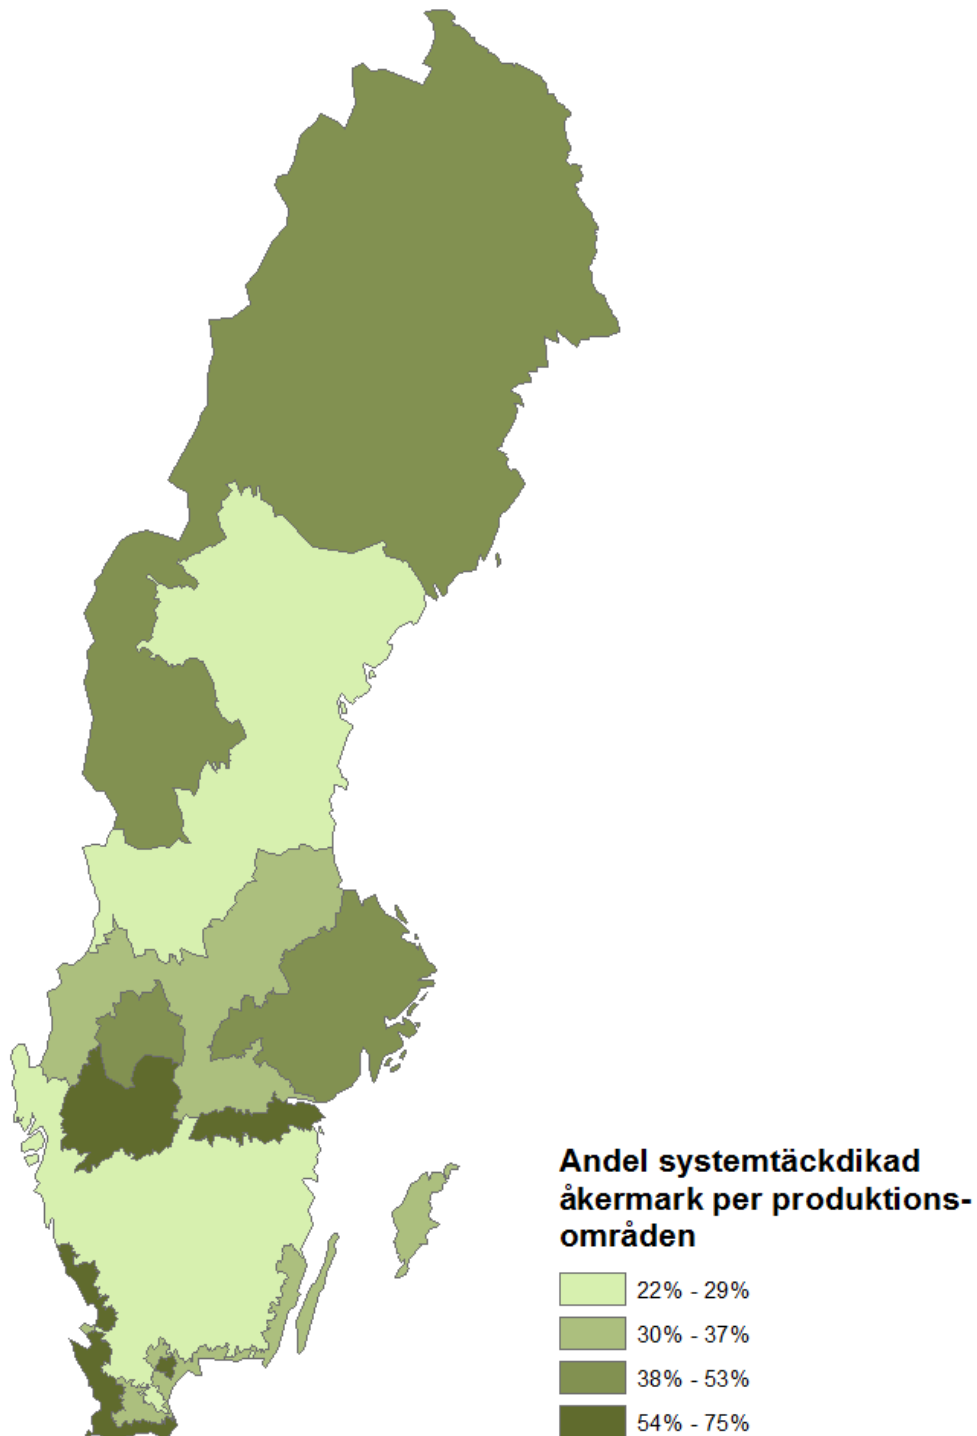 Andel systemtäckdikad
åkermark per produktions-
områden
22% - 29%
30% - 37%
38% - 53%
54% - 75%